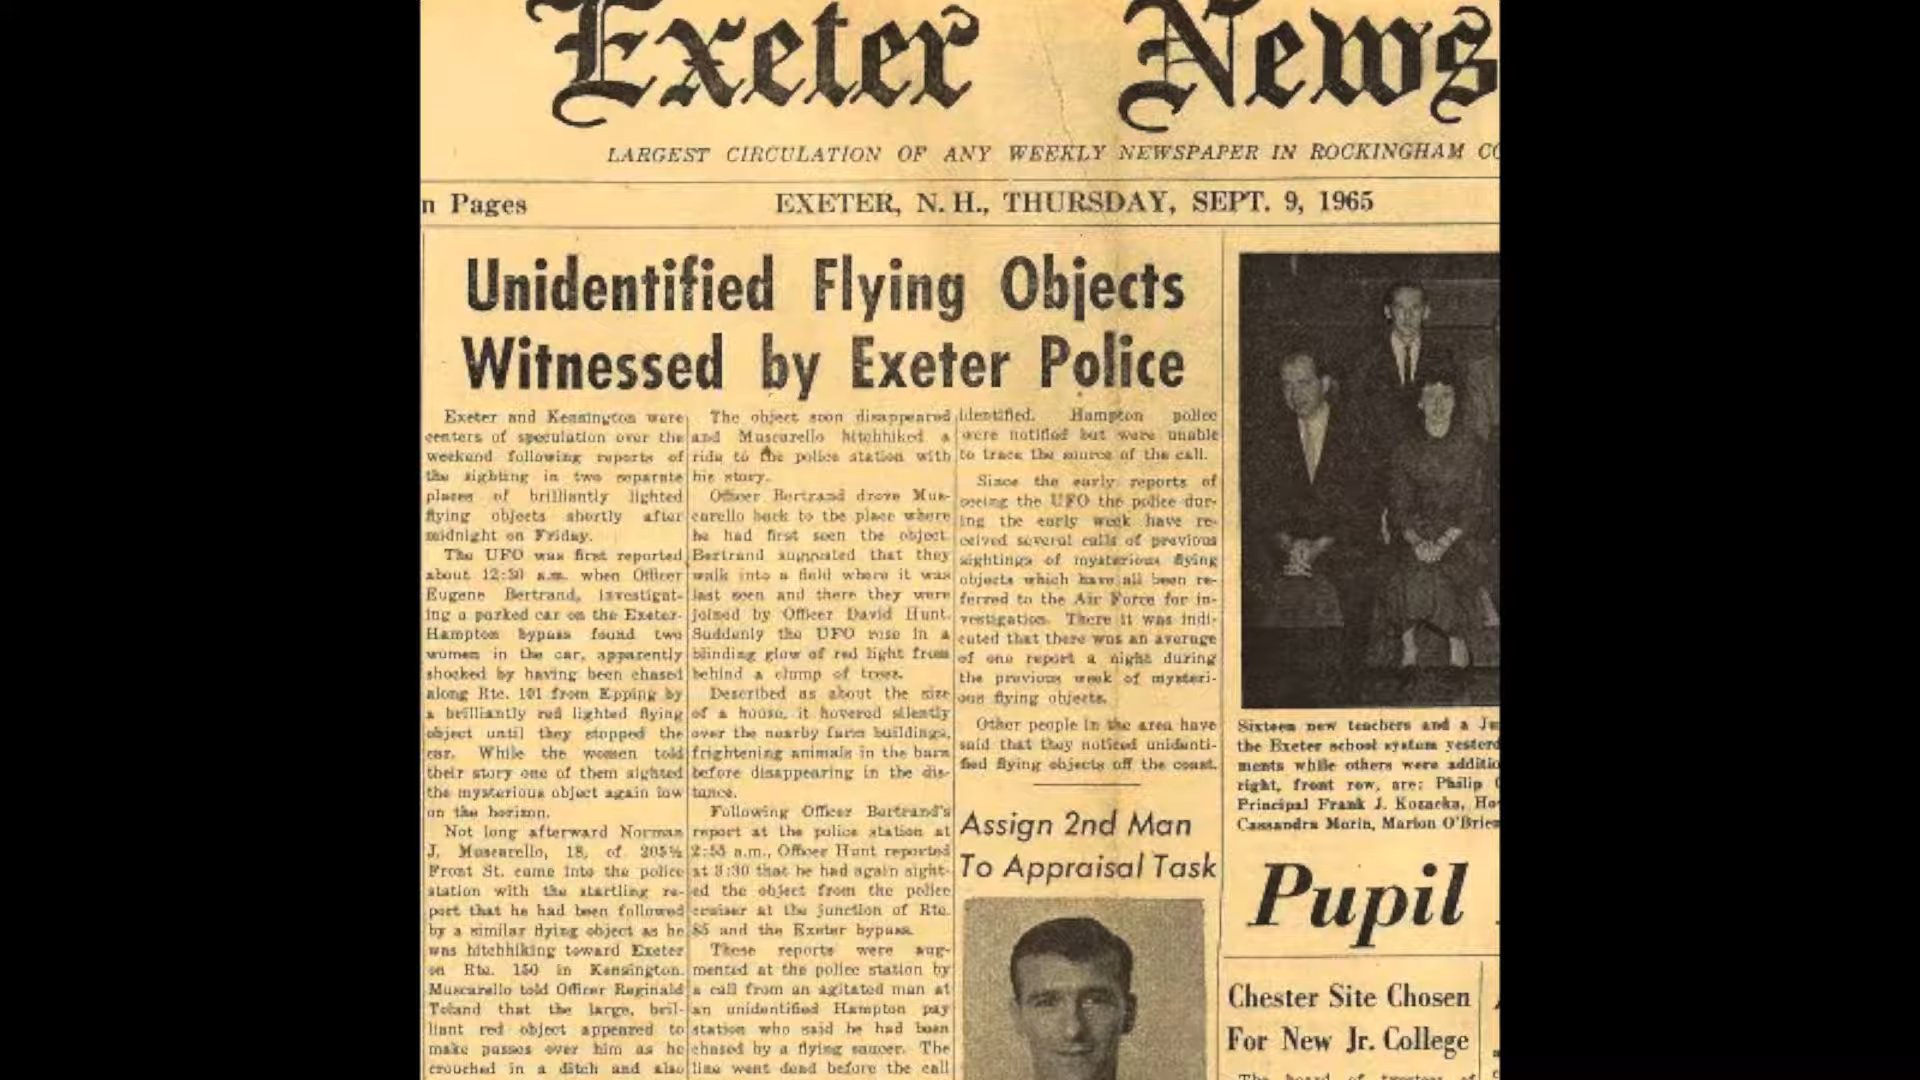 Exeter News
LARGEST CIRCULATION OF ANY WEEKLY NEWSPAPER IN ROCKINGHAM CO
n Pages
EXETER, N. H., THURSDAY, SEPT. 9, 1965
Unidentified Flying Objects
Witnessed by Exeter Police
Exeter and Kensington were
centers of speculation over the
weekend following reports of
the sighting in two separate
places of brilliantly lighted
flying objects shortly after
midnight on Friday.
The UFO was first reported
about 12:30 a.m. when Officer
Eugene Bertrand, investigat-
ing a parked car on the Exeter-
Hampton bypass found two
women in the car, apparently
shocked by having been chased
along Rte. 101 from Epping by
a brilliantly red lighted flying
object until they stopped the
car. While the women told
their story one of them sighted
the mysterious object again low
on the horizon.
Not long afterward Norman
J. Muscarello, 18, of 205½
Front St. came into the police
station with the startling re-
port that he had been followed
by a similar flying object as he
was hitchhiking toward Exeter
on Rte. 150 in Kensington.
Muscarello told Officer Reginald
Toland that the large, bril-
liant red object appeared to
make passes over him as he
crouched in a ditch and also
The object soon disappeared
and Muscarello hitchhiked a
ride to the police station with
his story.
Officer Bertrand drove Mus-
carello back to the place where
he had first seen the object.
Bertrand suggested that they
walk into a field where it was
last seen and there they were
joined by Officer David Hunt.
Suddenly the UFO rose in a
blinding glow of red light from
behind a clump of trees.
Described as about the size
of a house, it hovered silently
over the nearby farm buildings,
frightening animals in the barn
before disappearing in the dis-
tance.
Following Officer Bertrand's
report at the police station at
2:55 a.m., Officer Hunt reported
at 3:30 that he had again sight-
ed the object from the police
cruiser at the junction of Rte.
85 and the Exeter bypass.
These reports were aug-
mented at the police station by
a call from an agitated man at
an unidentified Hampton pay
station who said he had been
chased by a flying saucer. The
line went dead before the call
identified. Hampton police
were notified but were unable
to trace the source of the call.
Since the early reports of
seeing the UFO the police dur-
ing the early week have re-
ceived several calls of previous
sightings of mysterious flying
objects which have all been re-
ferred to the Air Force for in-
vestigation. There it was indi-
cated that there was an average
of one report a night during
the previous week of mysteri-
ous flying objects.
Other people in the area have
said that they noticed unidenti-
fied flying objects off the coast.
Assign 2nd Man
To Appraisal Task
Sixteen new teachers and a Ju
the Exeter school system yesterd
ments while others were additio
right, front row, are: Philip
Principal Frank J. Kozacka, Ho
Cassandra Morin, Marion O'Brien
Pupil
Chester Site Chosen
For New Jr. College
The board of trustees of